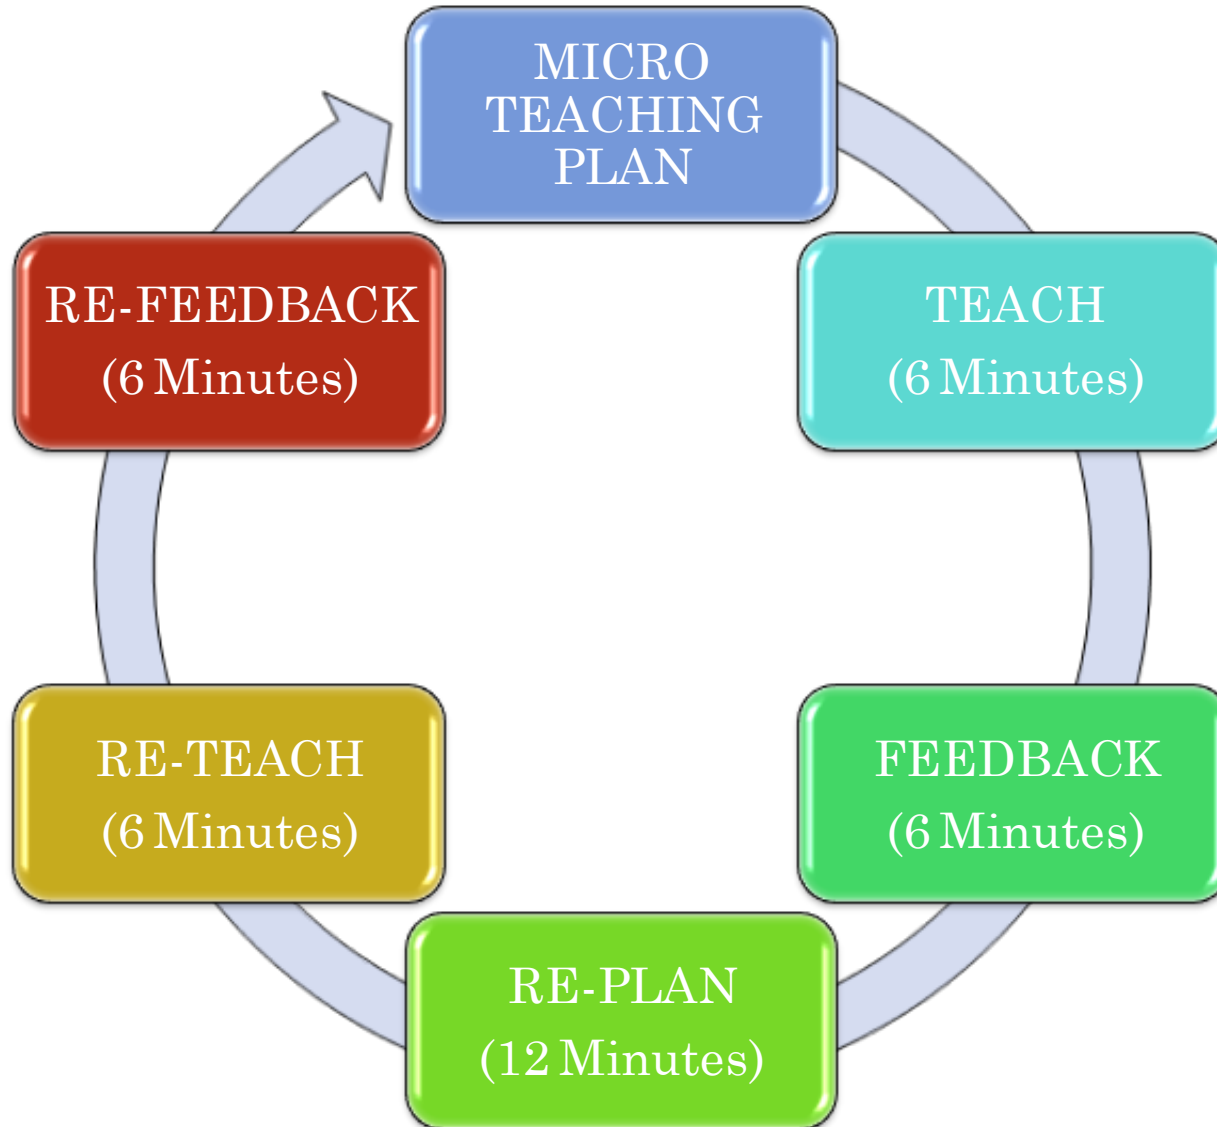 MICRO
TEACHING
PLAN
TEACH
(6 Minutes)
FEEDBACK
(6 Minutes)
RE-PLAN
(12 Minutes)
RE-TEACH
(6 Minutes)
RE-FEEDBACK
(6 Minutes)